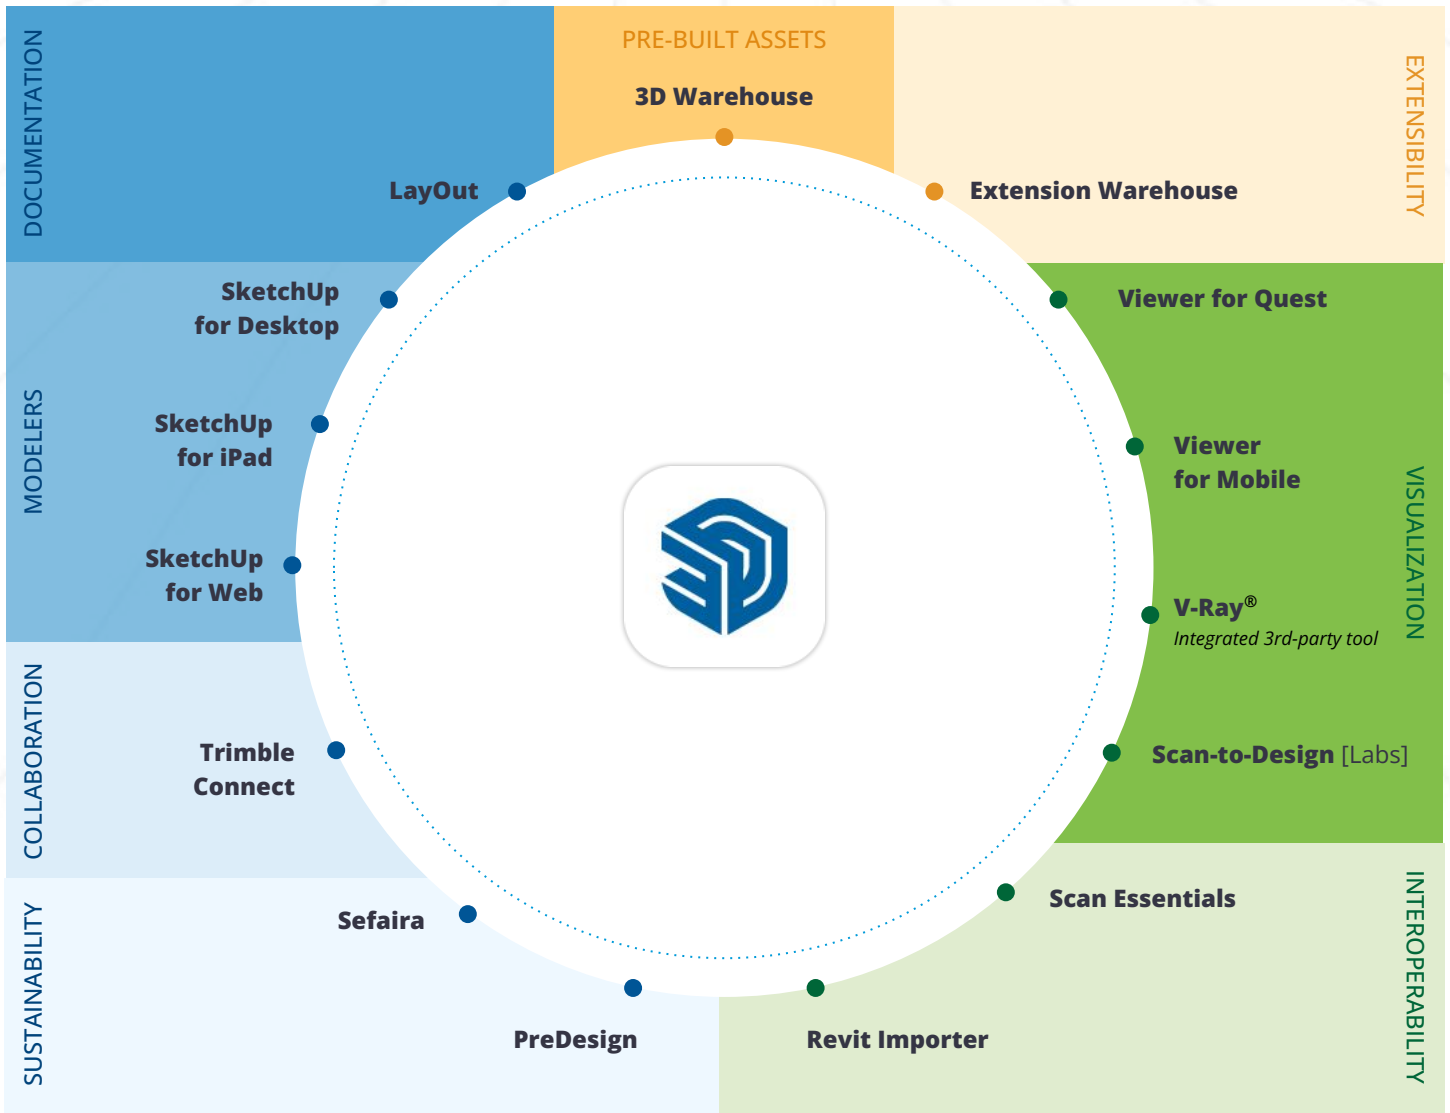 DOCUMENTATION
PRE-BUILT ASSETS
3D Warehouse
EXTENSIBILITY
LayOut
Extension Warehouse
MODELERS
SketchUp
for Desktop
SketchUp
for iPad
SketchUp
for Web
VISUALIZATION
Viewer for Quest
Viewer
for Mobile
V-Ray®
Integrated 3rd-party tool
Scan-to-Design [Labs]
COLLABORATION
Trimble
Connect
SUSTAINABILITY
Sefaira
PreDesign
INTEROPERABILITY
Scan Essentials
Revit Importer